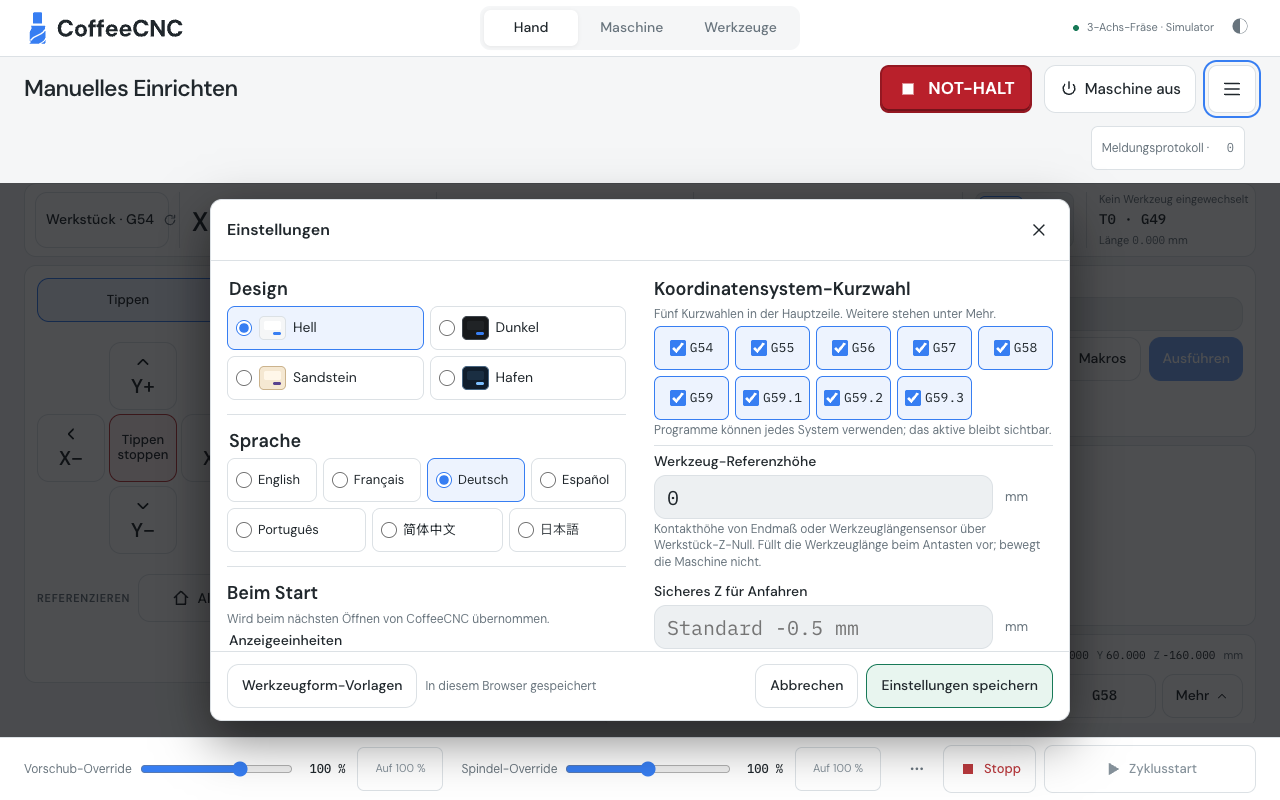 CoffeeCNC
Hand
Maschine
Werkzeuge
3-Achs-Fräse · Simulator
Manuelles Einrichten
NOT-HALT
Maschine aus
Meldungsprotokoll · 0
Werkstück · G54
X
Kein Werkzeug eingewechselt
T0 · G49
Länge 0.000 mm
Tippen
Y+
X−
Tippen
stoppen
Y−
REFERENZIEREN
Makros
Ausführen
Y 60.000 Z -160.000 mm
G58
Mehr
Einstellungen
Design
Hell
Dunkel
Sandstein
Hafen
Sprache
English
Français
Deutsch
Español
Português
简体中文
日本語
Beim Start
Wird beim nächsten Öffnen von CoffeeCNC übernommen.
Anzeigeeinheiten
Koordinatensystem-Kurzwahl
Fünf Kurzwahlen in der Hauptzeile. Weitere stehen unter Mehr.
G54
G55
G56
G57
G58
G59
G59.1
G59.2
G59.3
Programme können jedes System verwenden; das aktive bleibt sichtbar.
Werkzeug-Referenzhöhe
0
mm
Kontakthöhe von Endmaß oder Werkzeuglängensensor über
Werkstück-Z-Null. Füllt die Werkzeuglänge beim Antasten vor; bewegt
die Maschine nicht.
Sicheres Z für Anfahren
Standard -0.5 mm
mm
Werkzeugform-Vorlagen
In diesem Browser gespeichert
Abbrechen
Einstellungen speichern
Vorschub-Override
100 %
Auf 100 %
Spindel-Override
100 %
Auf 100 %
Stopp
Zyklusstart